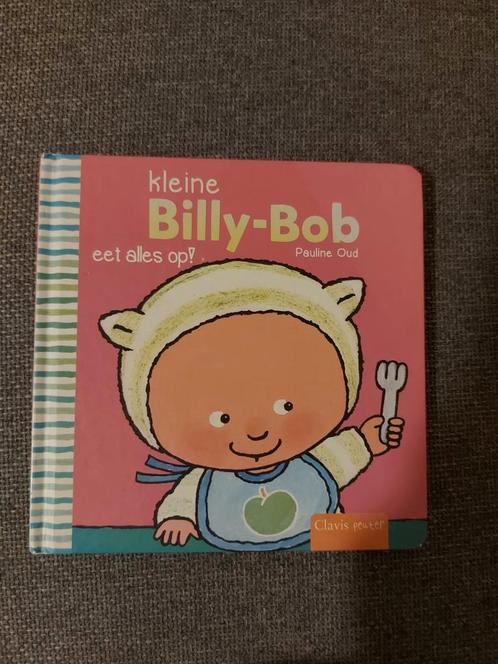 kleine
Billy-Bob
eet alles op!
Pauline Oud
Clavis peuter